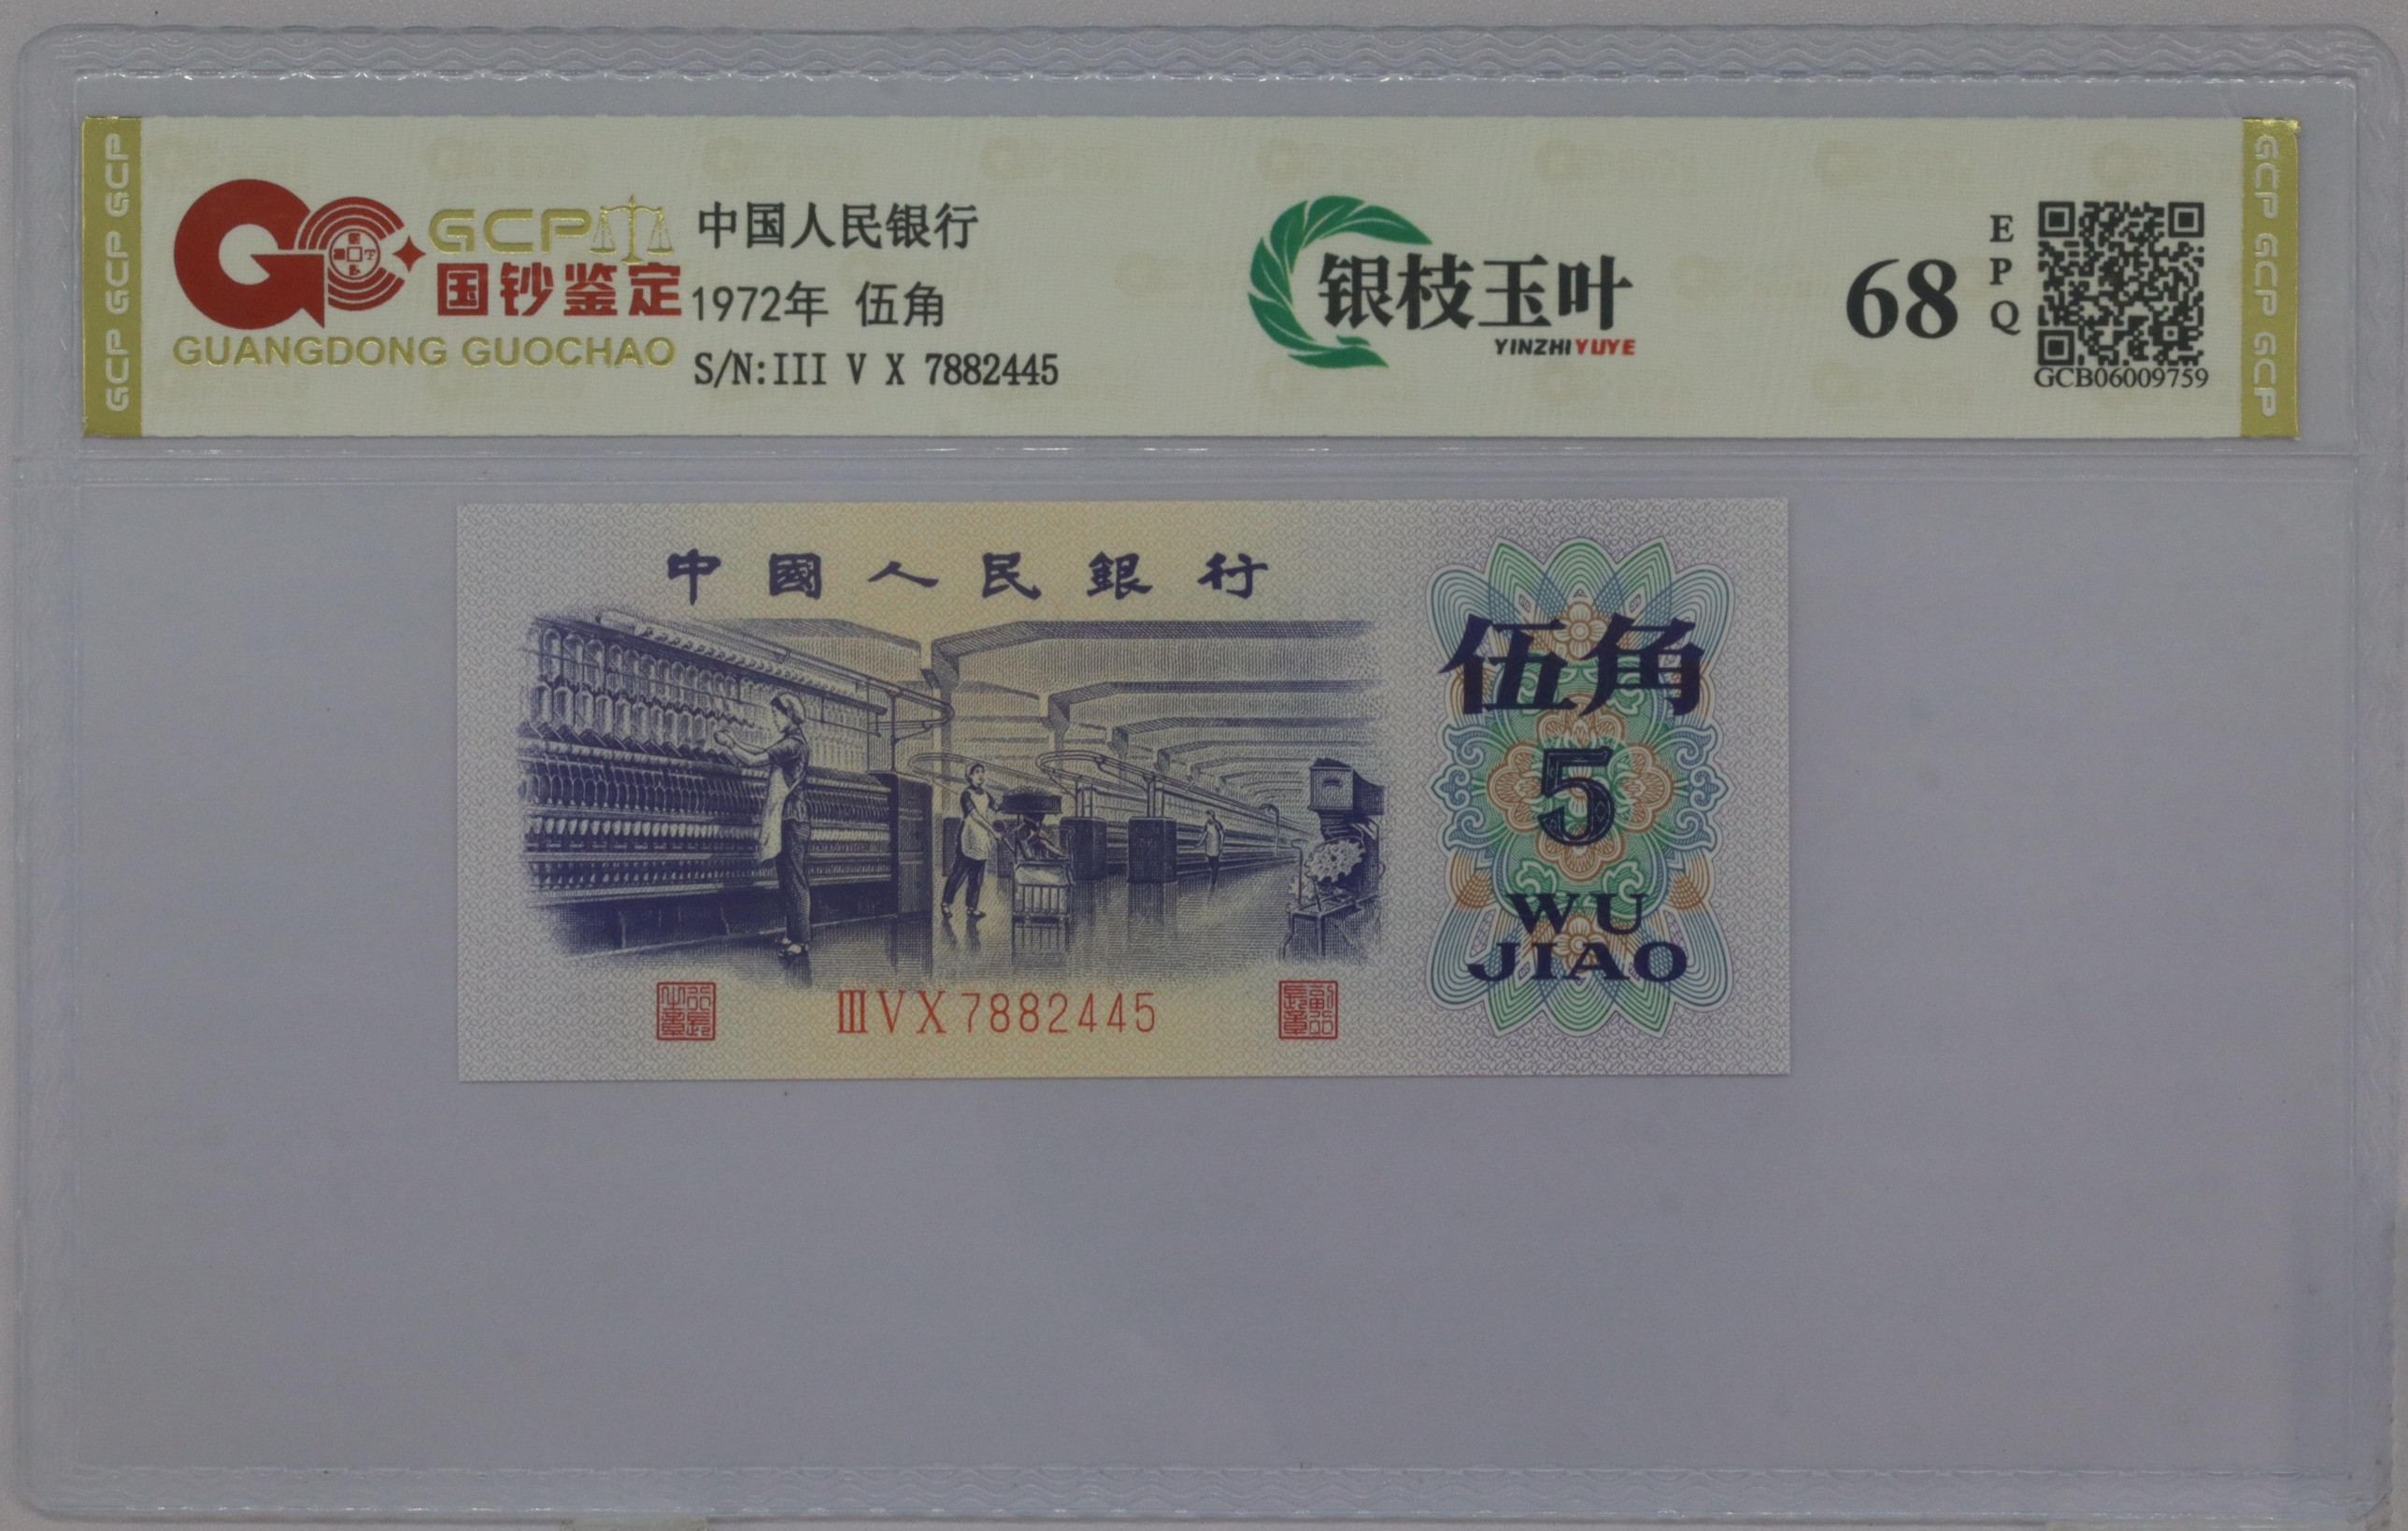 GCP GCP GCP
GCP
国钞鉴定
GUANGDONG GUOCHAO
中国人民银行
1972年 伍角
S/N:III V X 7882445
银枝玉叶
YINZHIYUYE
68
EPQ
GCB06009759
GCP GCP GCP
中國人民銀行
伍角
5
WU
JIAO
ⅢⅤⅩ7882445